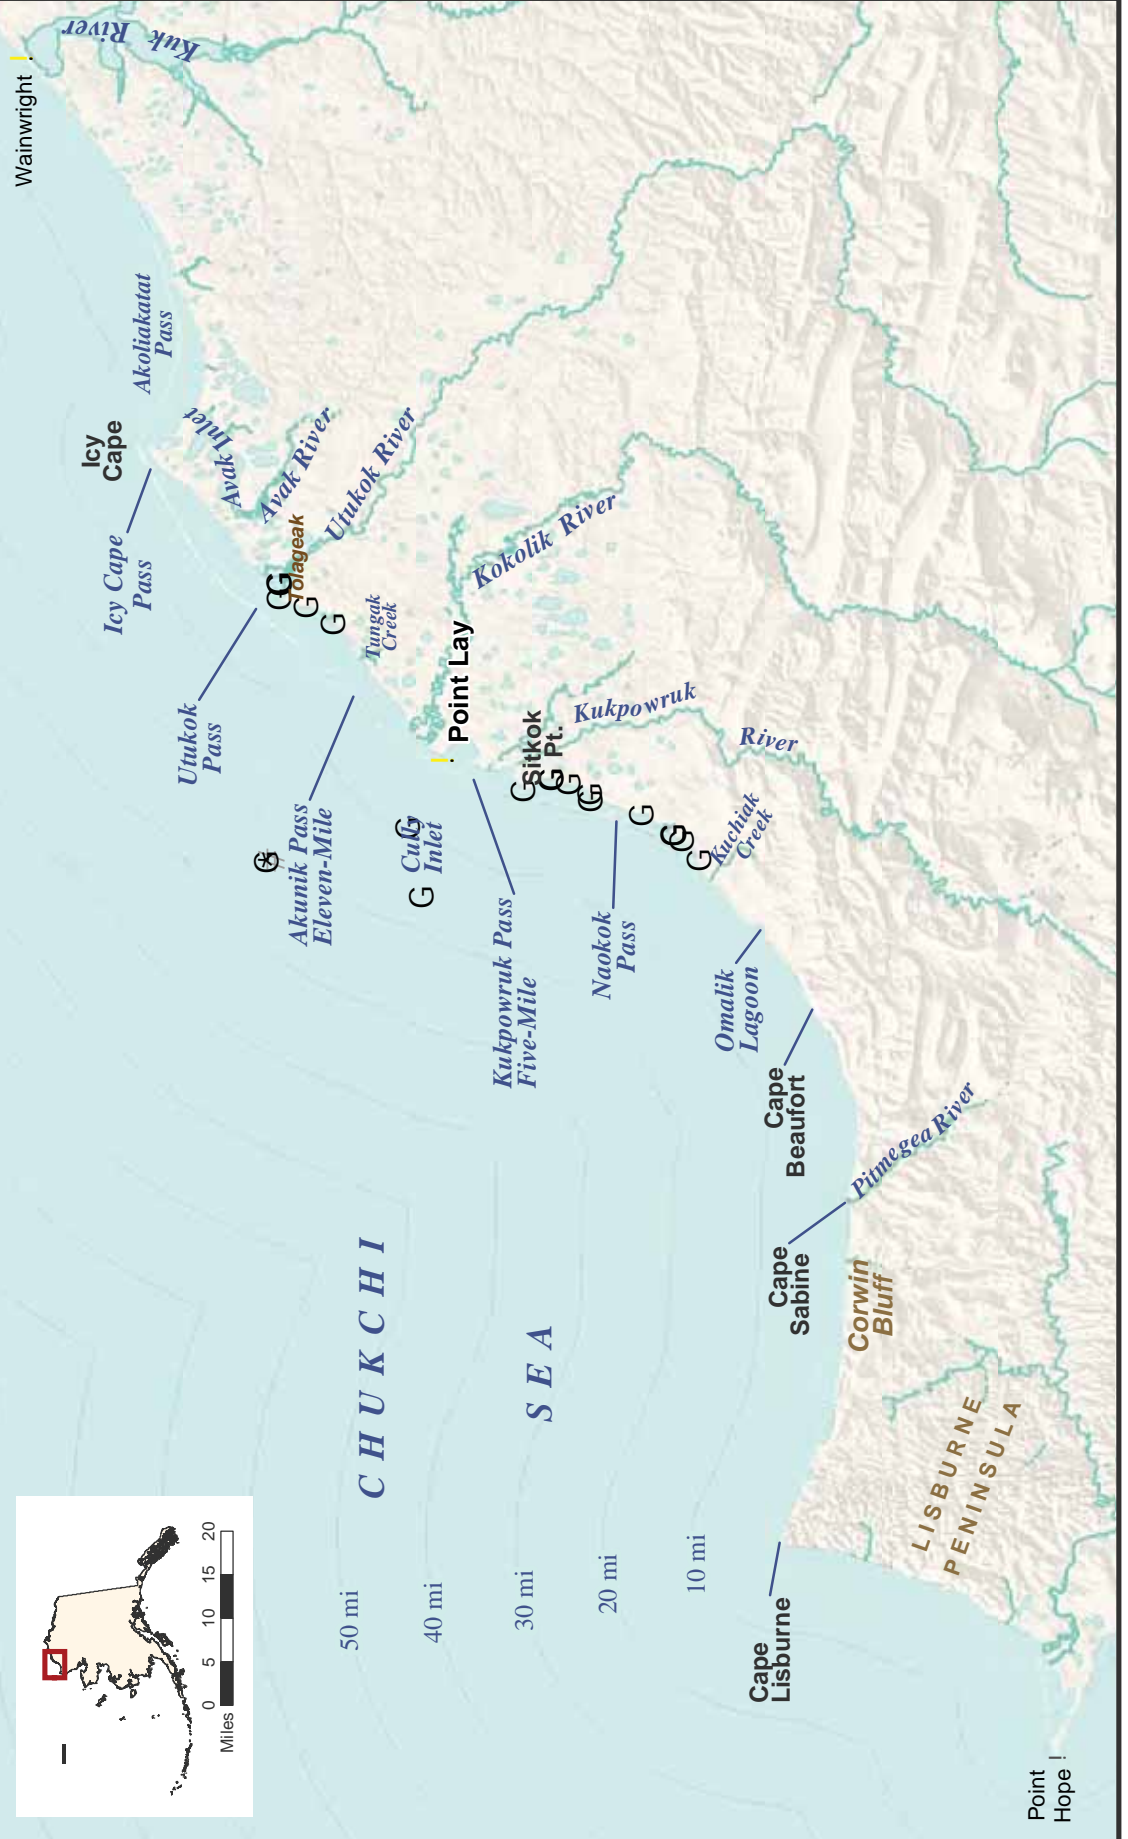 Wainwright
Kuk River
Akoliakatat
Pass
Icy
Cape
Avak Inlet
Icy Cape
Pass
Avak River
Utukok River
Tolageak
G
G
G
G
Utukok
Pass
Tungak
Creek
Kokolik River
Point Lay
Akunik Pass
Eleven-Mile
Cully
Inlet
G
G
G
Sitkok
Pt.
Kukpowruk
River
G
G
G
G
G
G
G
G
G
G
Kukpowruk Pass
Five-Mile
Naokok
Pass
Kuchiak
Creek
Omalik
Lagoon
Cape
Beaufort
Pitmegea River
Cape
Sabine
Corwin
Bluff
CHUKCHI
SEA
LISBURNE
PENINSULA
50 mi
40 mi
30 mi
20 mi
10 mi
Cape
Lisburne
Point
Hope
0 5 10 15 20
Miles